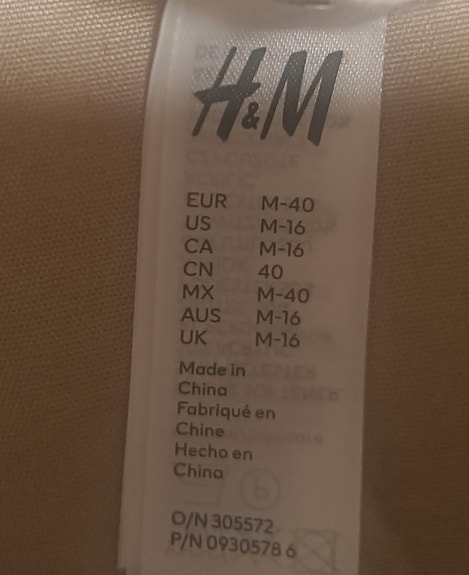 H&M
EUR M-40
US M-16
CA M-16
CN 40
MX M-40
AUS M-16
UK M-16
Made in
China
Fabriqué en
Chine
Hecho en
China
O/N 305572
P/N 0930578 6